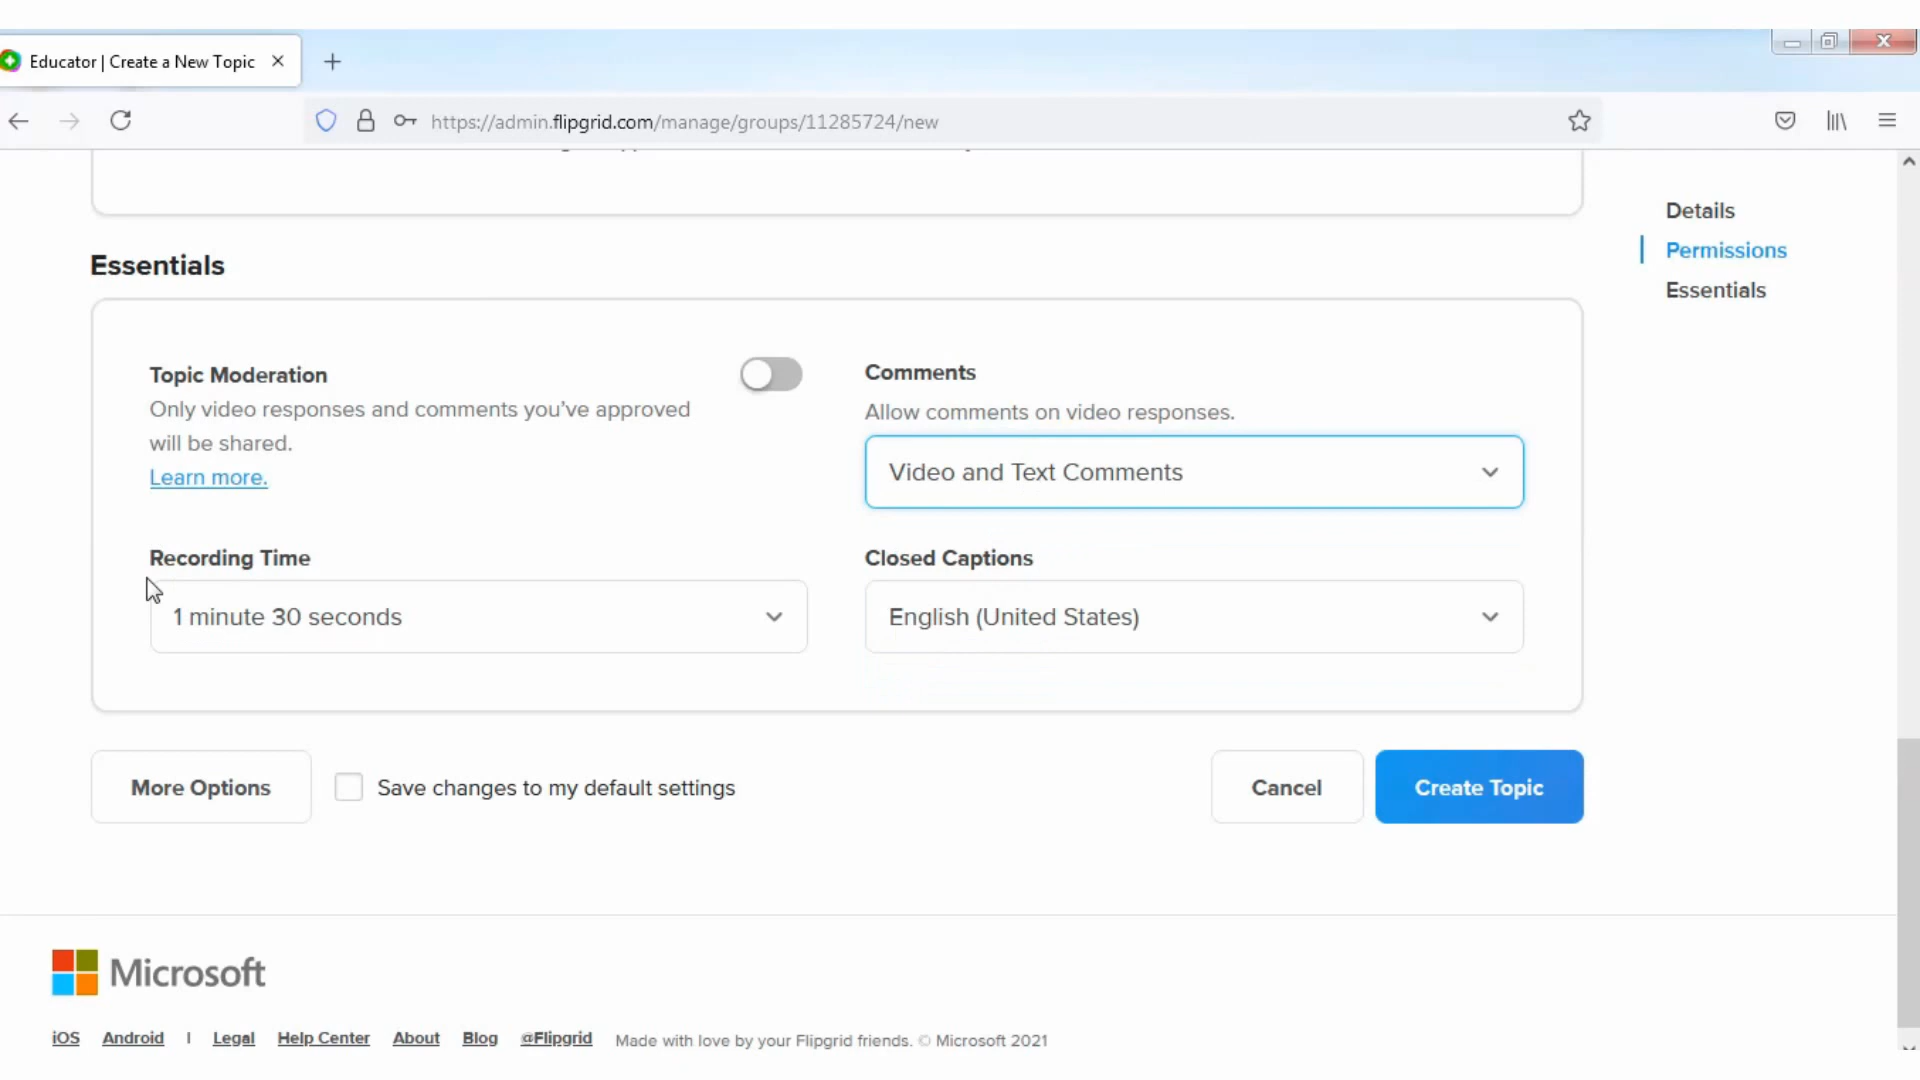 Educator | Create a New Topic
https://admin.flipgrid.com/manage/groups/11285724/new
Details
Permissions
Essentials
Essentials
Topic Moderation
Only video responses and comments you've approved
will be shared.
Learn more.
Comments
Allow comments on video responses.
Video and Text Comments
Recording Time
1 minute 30 seconds
Closed Captions
English (United States)
More Options
Save changes to my default settings
Cancel
Create Topic
Microsoft
iOS Android | Legal Help Center About Blog @Flipgrid Made with love by your Flipgrid friends. © Microsoft 2021